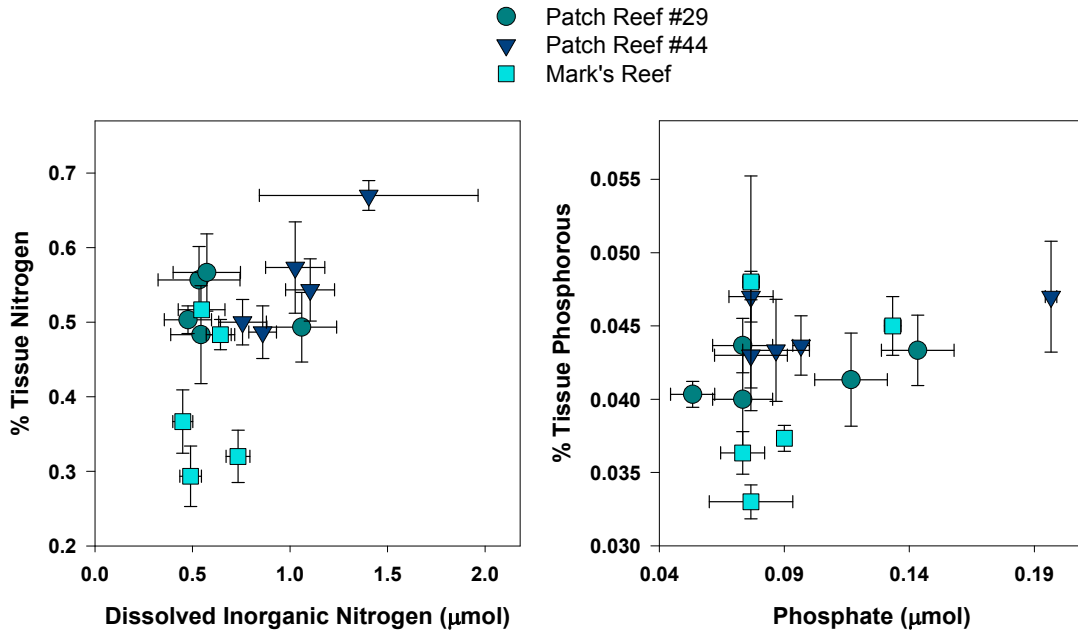 Patch Reef #29
Patch Reef #44
Mark's Reef
% Tissue Nitrogen
0.7
0.6
0.5
0.4
0.3
0.2
0.0 0.5 1.0 1.5 2.0
Dissolved Inorganic Nitrogen (μmol)
% Tissue Phosphorous
0.055
0.050
0.045
0.040
0.035
0.030
0.04 0.09 0.14 0.19
Phosphate (μmol)